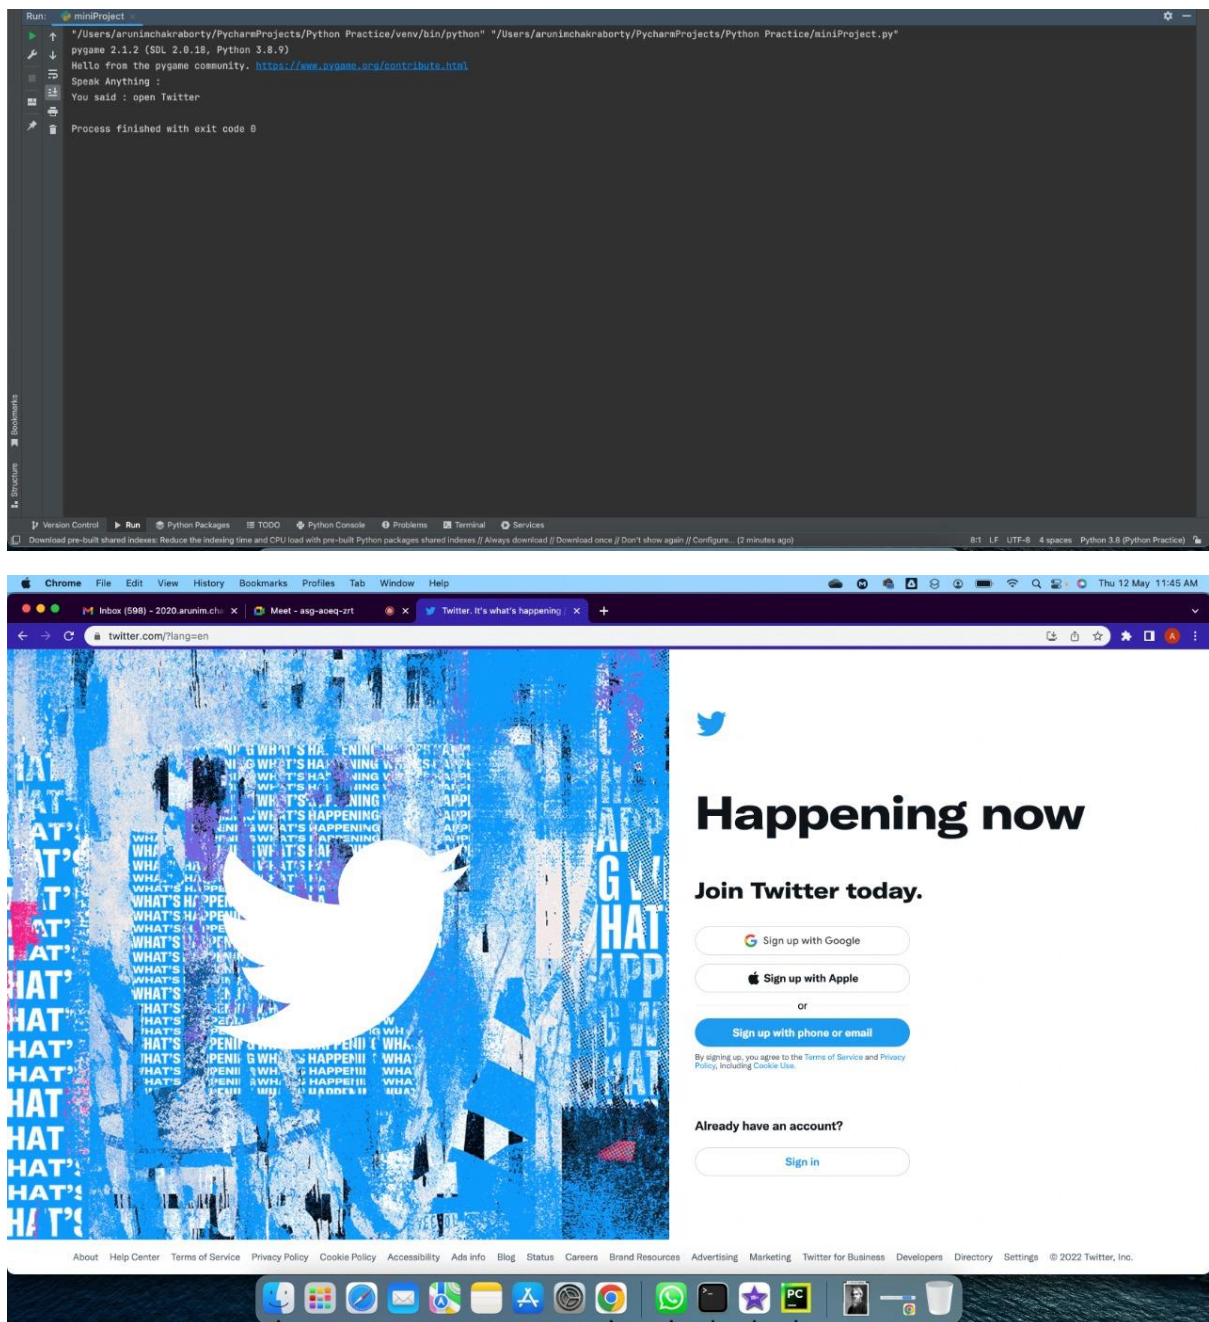 Run: miniProject
"/Users/arunimchakraborty/PycharmProjects/Python Practice/venv/bin/python" "/Users/arunimchakraborty/PycharmProjects/Python Practice/miniProject.py"
pygame 2.1.2 (SDL 2.0.18, Python 3.8.9)
Hello from the pygame community. https://www.pygame.org/contribute.html
Speak Anything :
You said : open Twitter
Process finished with exit code 0
Bookmarks
Structure
Version Control Run Python Packages TODO Python Console Problems Terminal Services
Download pre-built shared indexes: Reduce the indexing time and CPU load with pre-built Python packages shared indexes // Always download // Download once // Don't show again // Configure... (2 minutes ago) 8:1 LF UTF-8 4 spaces Python 3.8 (Python Practice)
Chrome File Edit View History Bookmarks Profiles Tab Window Help Thu 12 May 11:45 AM
Inbox (598) - 2020.arunim.cha Meet - asg-aoeq-zrt Twitter. It's what's happening /
twitter.com/?lang=en
Happening now
Join Twitter today.
Sign up with Google
Sign up with Apple
or
Sign up with phone or email
By signing up, you agree to the Terms of Service and Privacy
Policy, including Cookie Use.
Already have an account?
Sign in
About Help Center Terms of Service Privacy Policy Cookie Policy Accessibility Ads info Blog Status Careers Brand Resources Advertising Marketing Twitter for Business Developers Directory Settings © 2022 Twitter, Inc.
PC